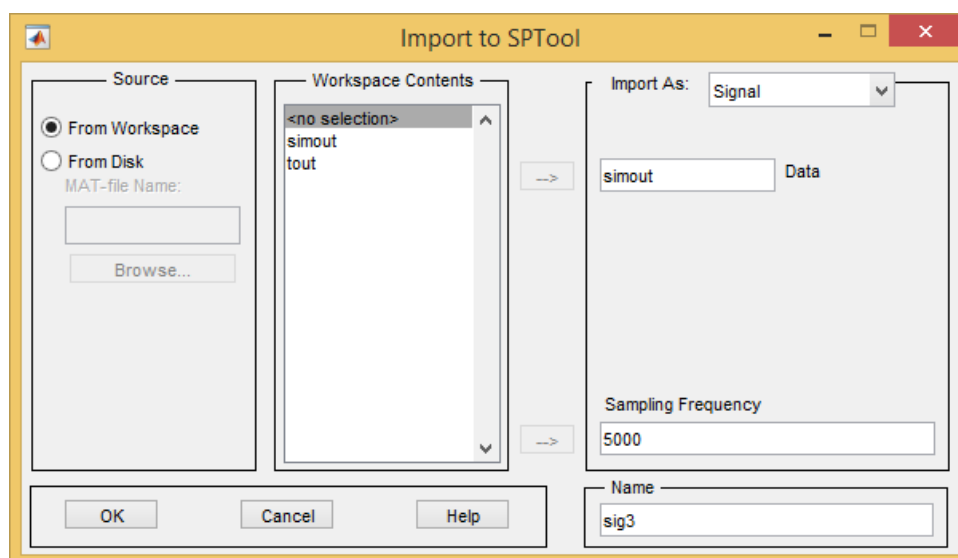 Import to SPTool
Source
From Workspace
From Disk
MAT-file Name:
Browse...
Workspace Contents
<no selection>
simout
tout
-->
-->
Import As:
Signal
simout
Data
Sampling Frequency
5000
OK
Cancel
Help
Name
sig3